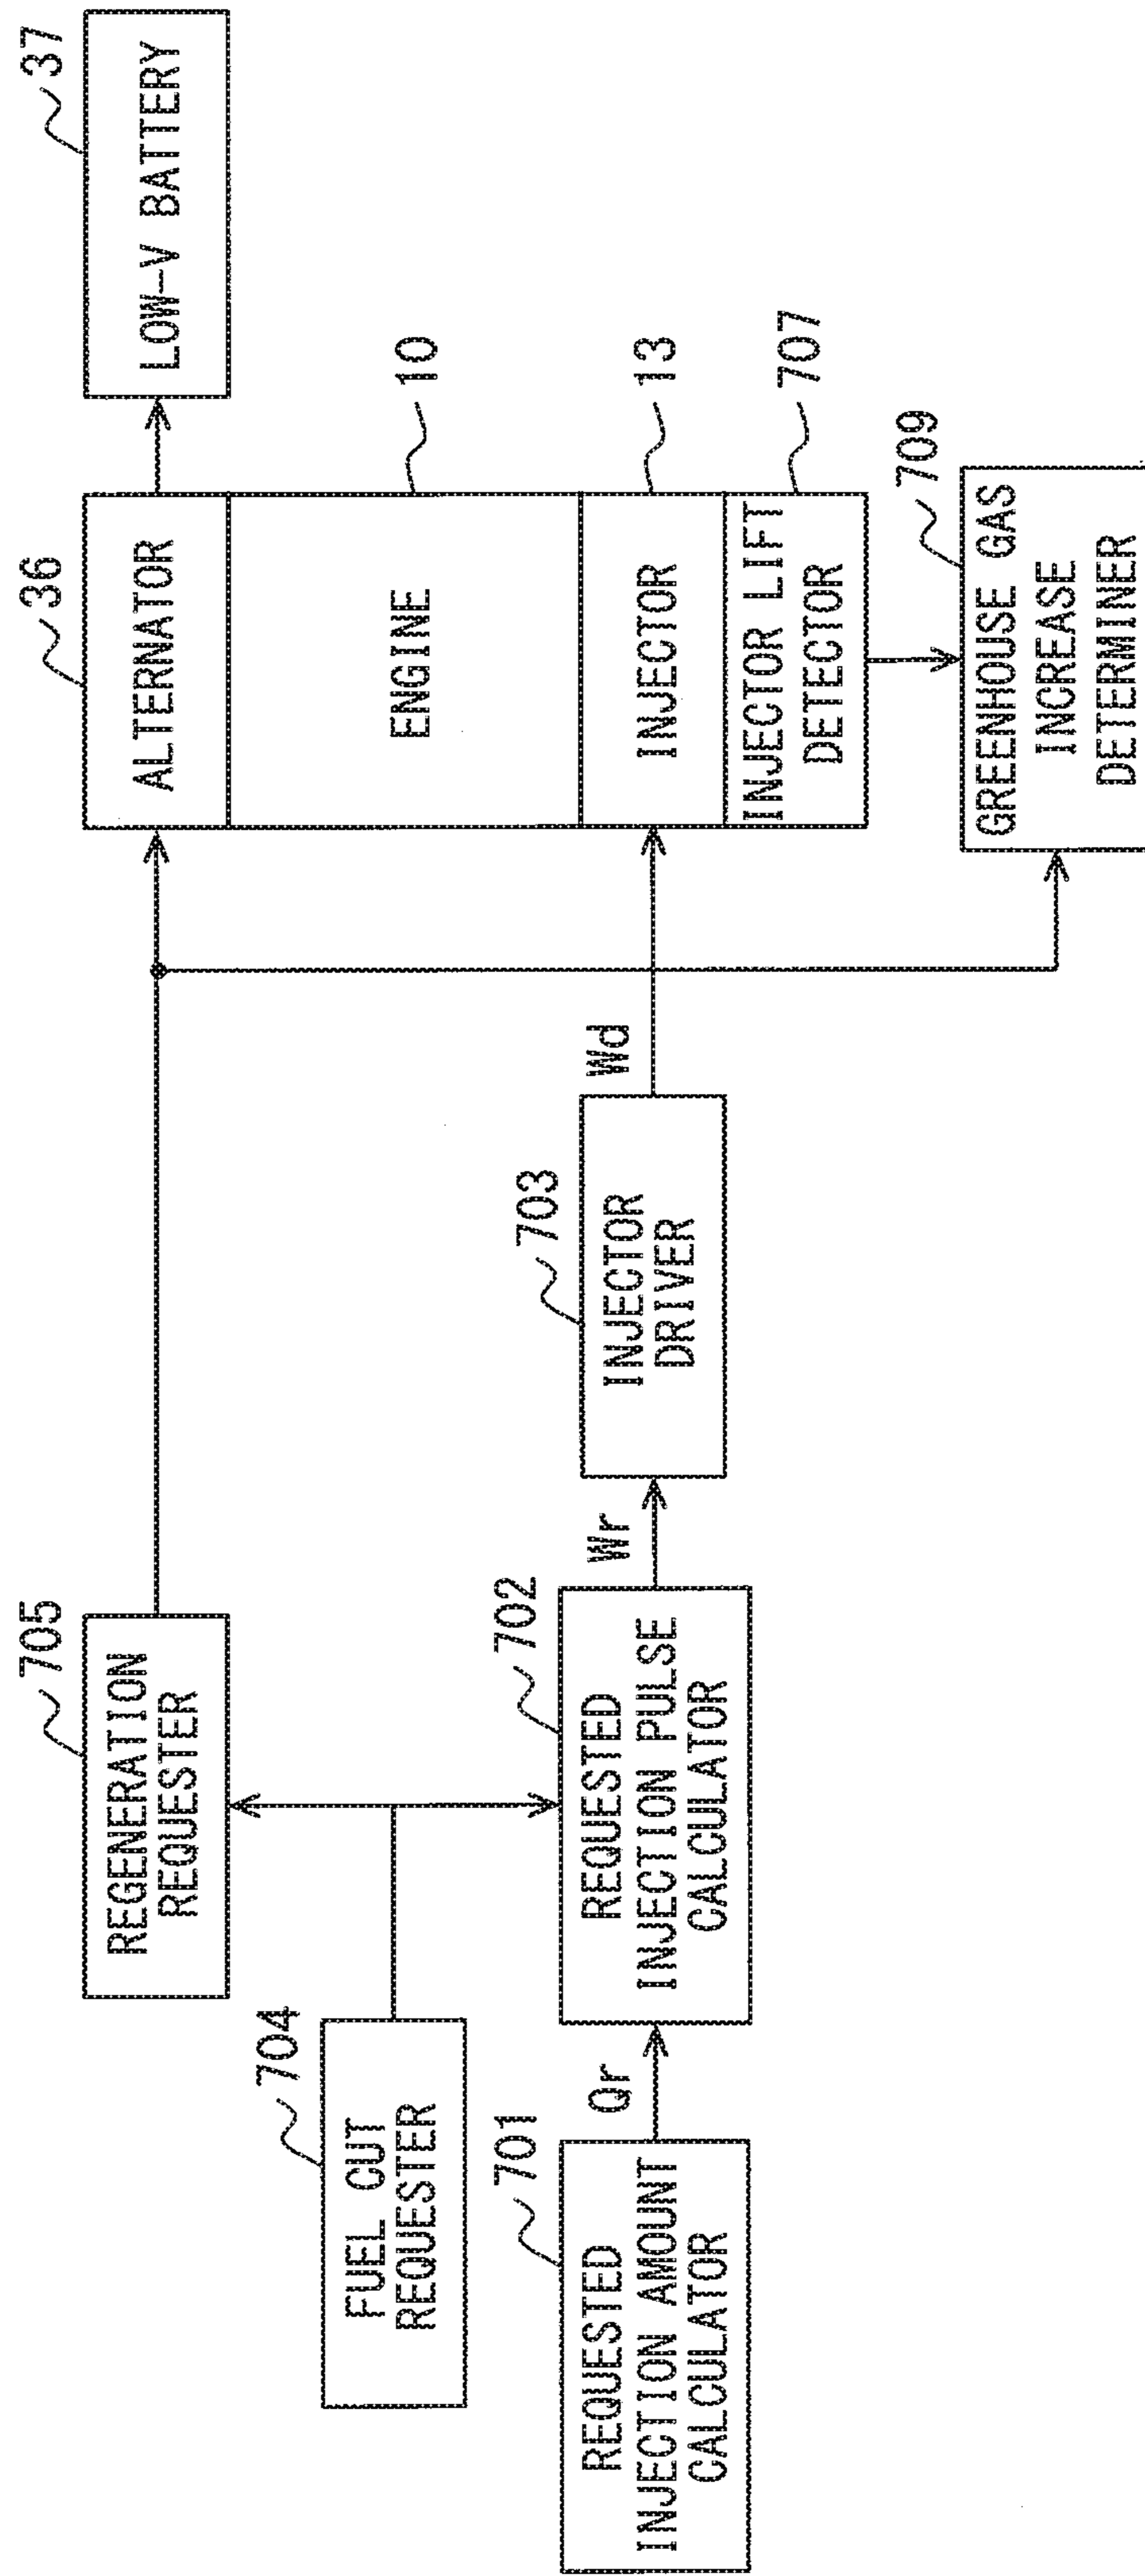 705
REGENERATION
REQUESTER
36
ALTERNATOR
37
LOW-V BATTERY
704
FUEL CUT
REQUESTER
ENGINE
10
701
REQUESTED
INJECTION AMOUNT
CALCULATOR
Qr
702
REQUESTED
INJECTION PULSE
CALCULATOR
Wr
703
INJECTOR
DRIVER
Wd
INJECTOR
13
INJECTOR LIFT
DETECTOR
707
709
GREENHOUSE GAS
INCREASE
DETERMINER